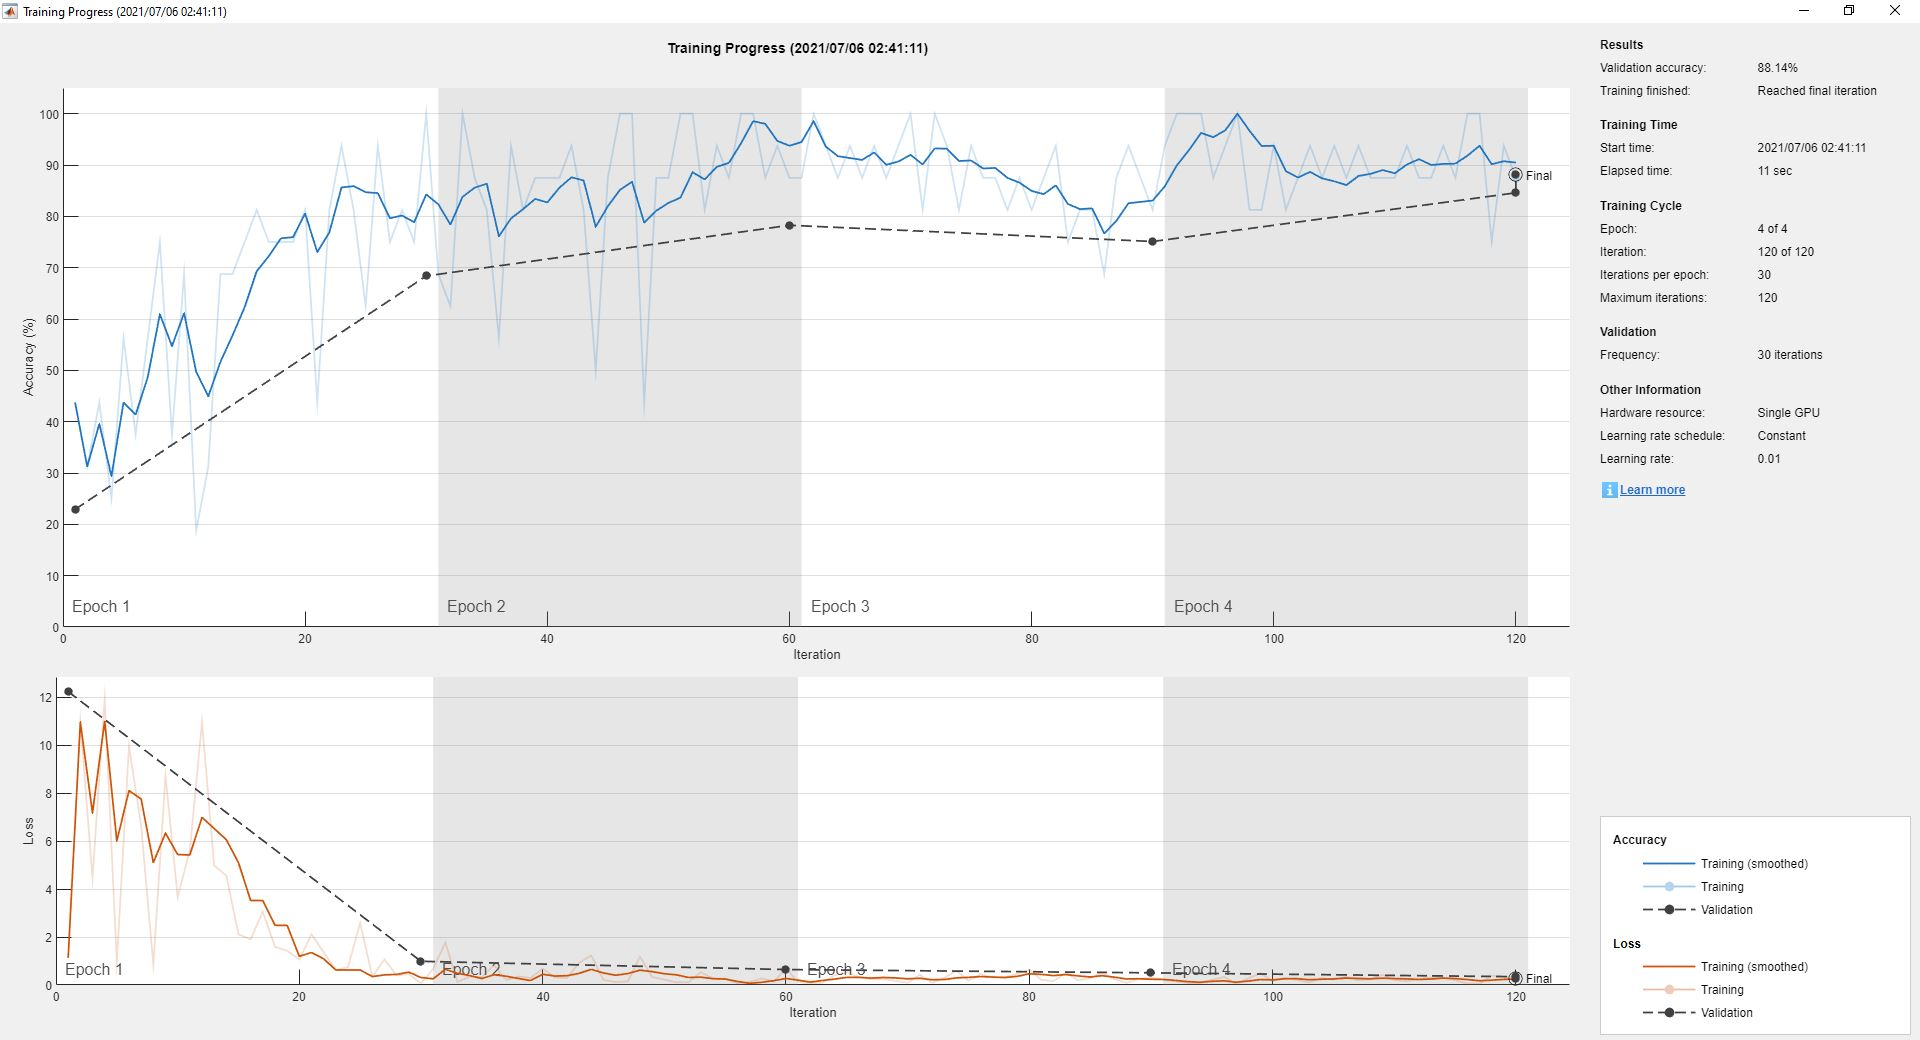 Training Progress (2021/07/06 02:41:11)
Training Progress (2021/07/06 02:41:11)
Accuracy (%)
100
90
80
70
60
50
40
30
20
10
0
Final
Epoch 1
Epoch 2
Epoch 3
Epoch 4
0
20
40
60
80
100
120
Iteration
Loss
12
10
8
6
4
2
0
Epoch 1
Epoch 2
Epoch 3
Epoch 4
Final
0
20
40
60
80
100
120
Iteration
Results
Validation accuracy: 88.14%
Training finished: Reached final iteration
Training Time
Start time: 2021/07/06 02:41:11
Elapsed time: 11 sec
Training Cycle
Epoch: 4 of 4
Iteration: 120 of 120
Iterations per epoch: 30
Maximum iterations: 120
Validation
Frequency: 30 iterations
Other Information
Hardware resource: Single GPU
Learning rate schedule: Constant
Learning rate: 0.01
i Learn more
Accuracy
Training (smoothed)
Training
Validation
Loss
Training (smoothed)
Training
Validation